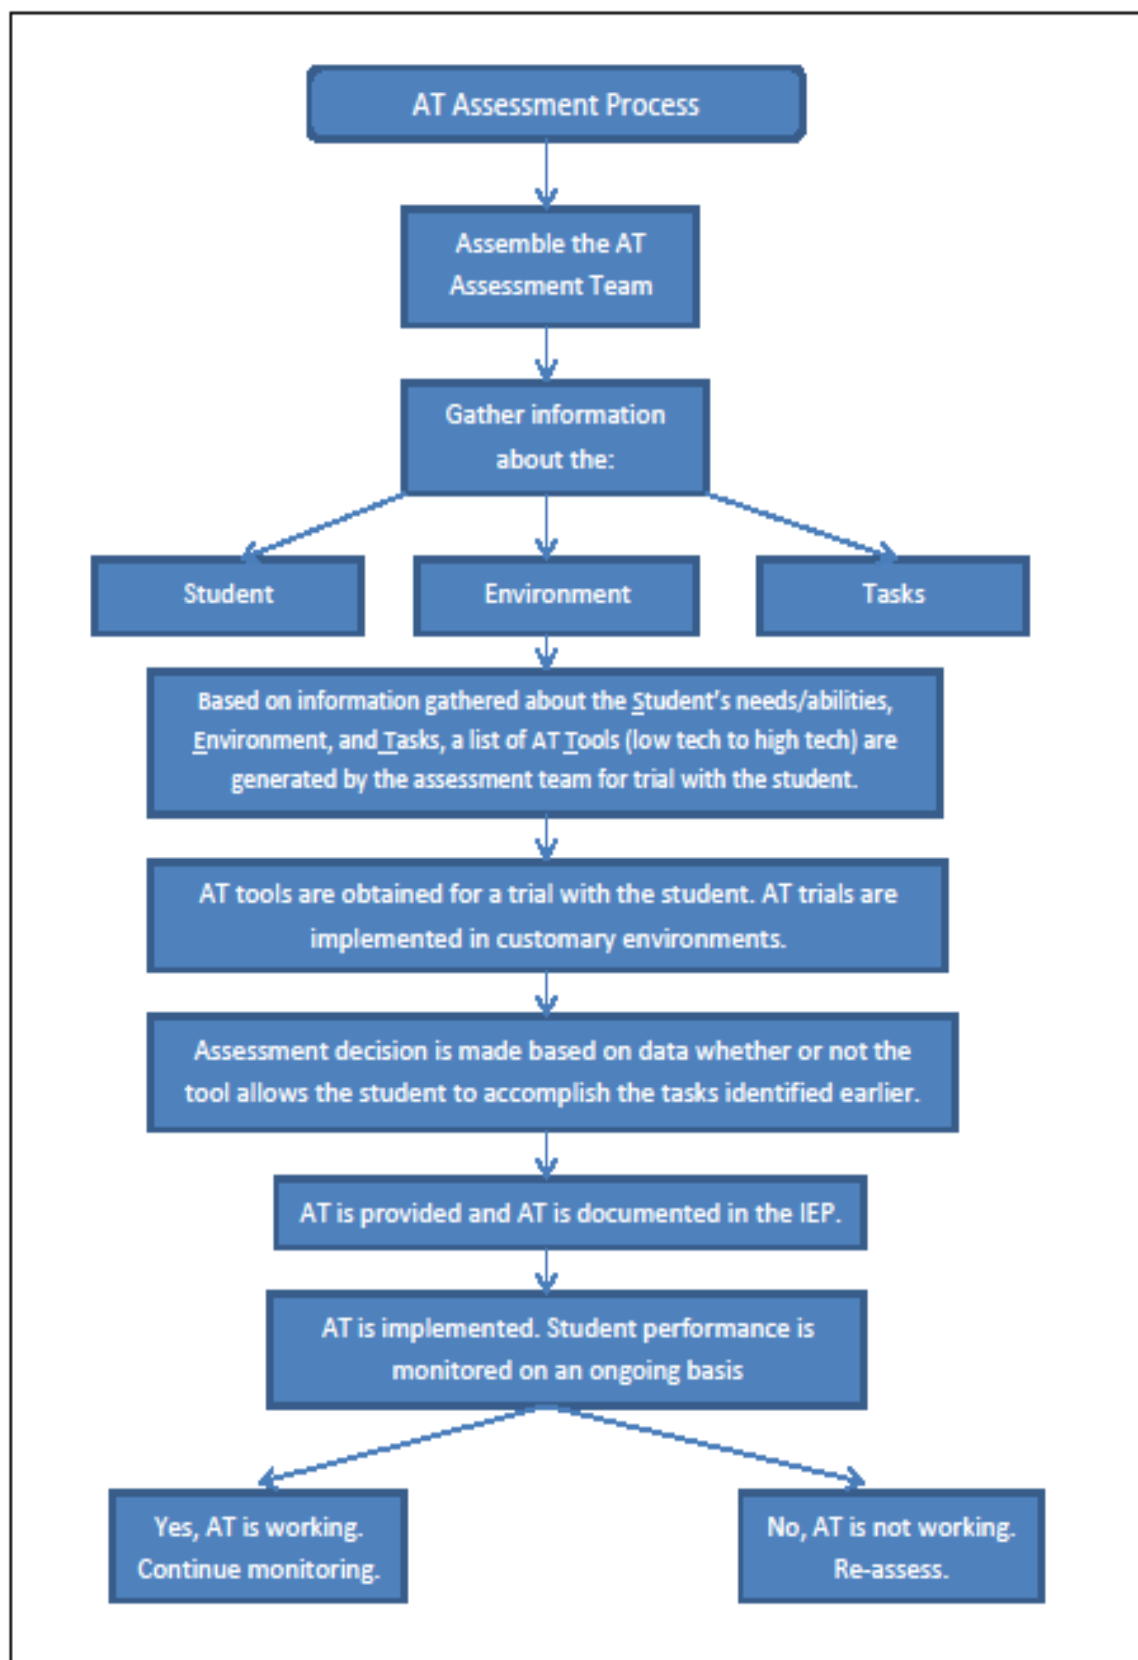 AT Assessment Process
Assemble the AT
Assessment Team
Gather information
about the:
Student
Environment
Tasks
Based on information gathered about the Student's needs/abilities,
Environment, and Tasks, a list of AT Tools (low tech to high tech) are
generated by the assessment team for trial with the student.
AT tools are obtained for a trial with the student. AT trials are
implemented in customary environments.
Assessment decision is made based on data whether or not the
tool allows the student to accomplish the tasks identified earlier.
AT is provided and AT is documented in the IEP.
AT is implemented. Student performance is
monitored on an ongoing basis
Yes, AT is working.
Continue monitoring.
No, AT is not working.
Re-assess.